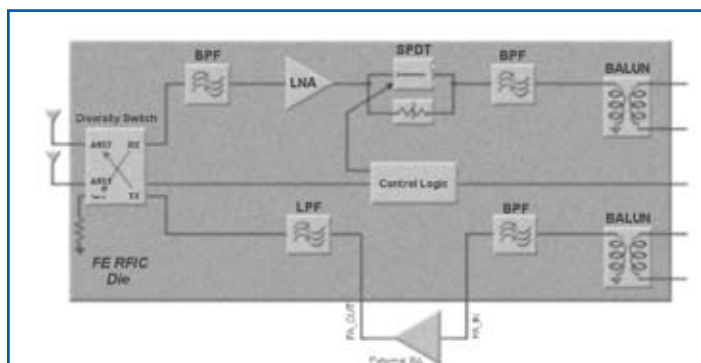 BPF
SPDT
BPF
LNA
BALUN
Diversity Switch
ANT RX
ANT
TX
Control Logic
LPF
BPF
BALUN
FE RFIC
Die
PA_OUT
PA_IN
External PA